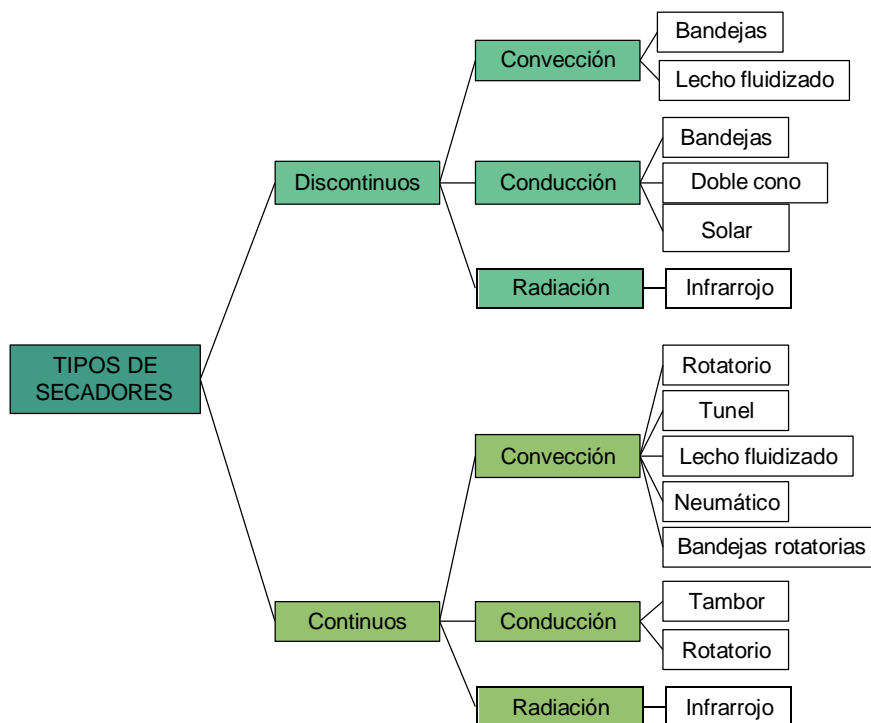 TIPOS DE
SECADORES
Discontinuos
Convección
Bandejas
Lecho fluidizado
Conducción
Bandejas
Doble cono
Solar
Radiación
Infrarrojo
Continuos
Convección
Rotatorio
Tunel
Lecho fluidizado
Neumático
Bandejas rotatorias
Conducción
Tambor
Rotatorio
Radiación
Infrarrojo